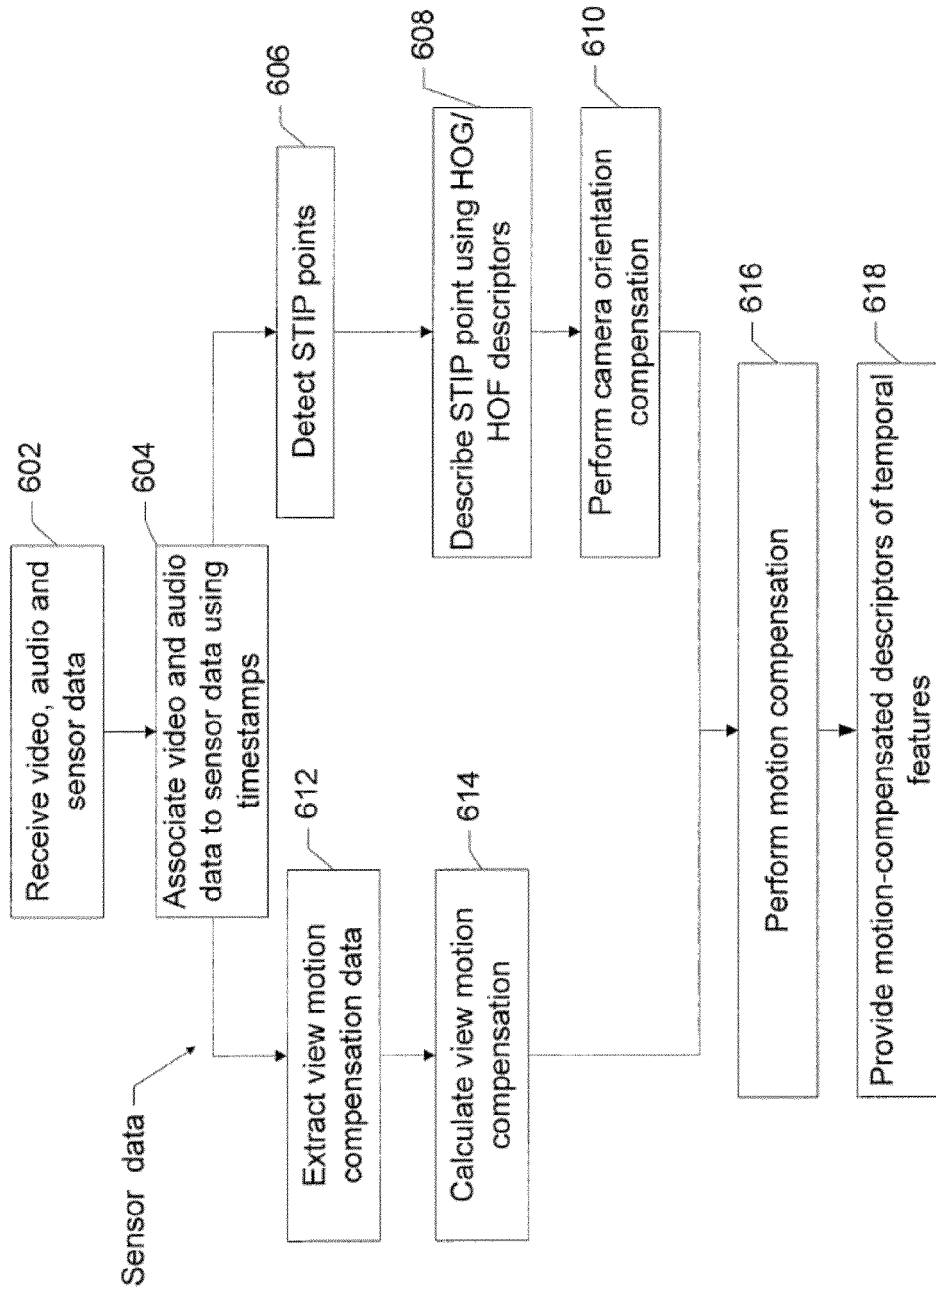 602
Receive video, audio and
sensor data
604
Associate video and audio
data to sensor data using
timestamps
Sensor data
606
Detect STIP points
608
Describe STIP point using HOG/
HOF descriptors
610
Perform camera orientation
compensation
612
Extract view motion
compensation data
614
Calculate view motion
compensation
616
Perform motion compensation
618
Provide motion-compensated descriptors of temporal
features